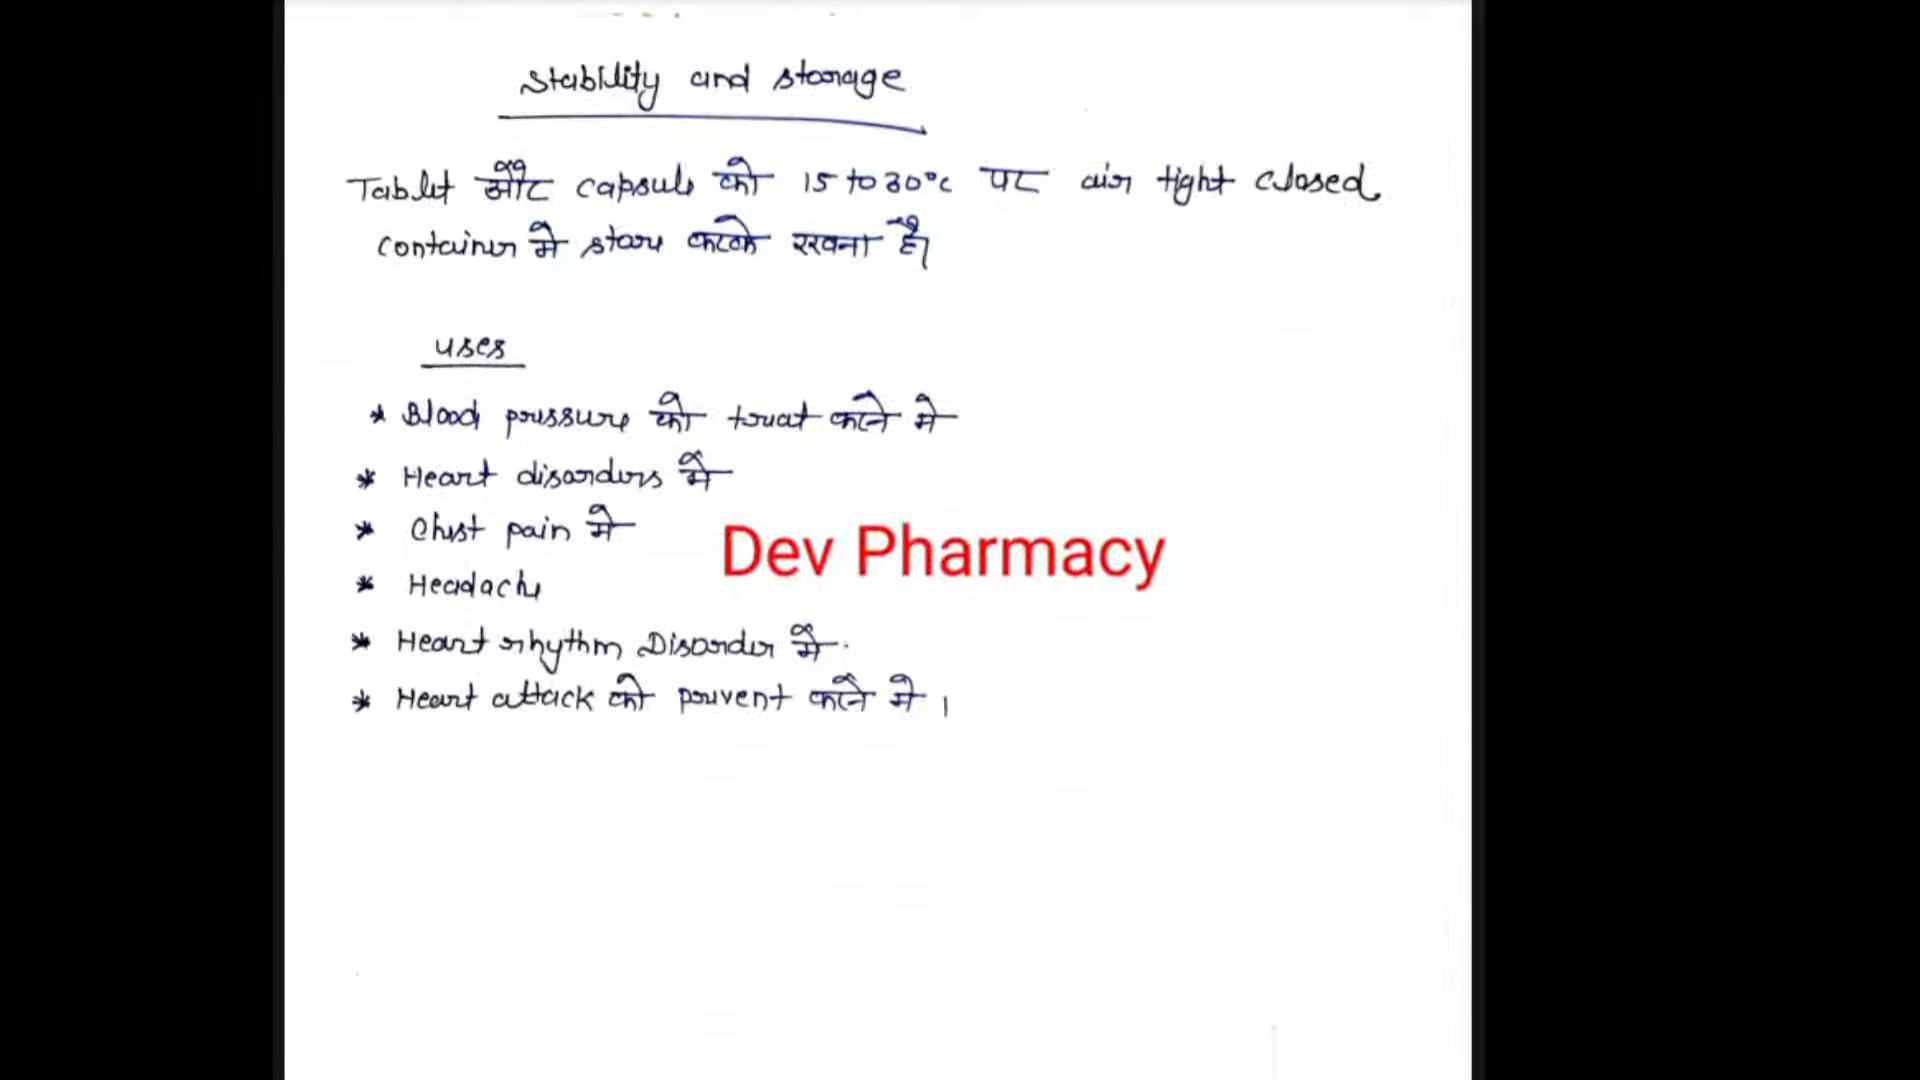 Stability and storage
Tablet और capsule को 15 to 30°c पर air tight closed
container मे store करके रखना है।
uses
* Blood pressure को treat करने मे
* Heart disorders मे
* Chest pain मे
Dev Pharmacy
* Headache
* Heart rhythm Disorder मे.
* Heart attack को prevent करने मे।